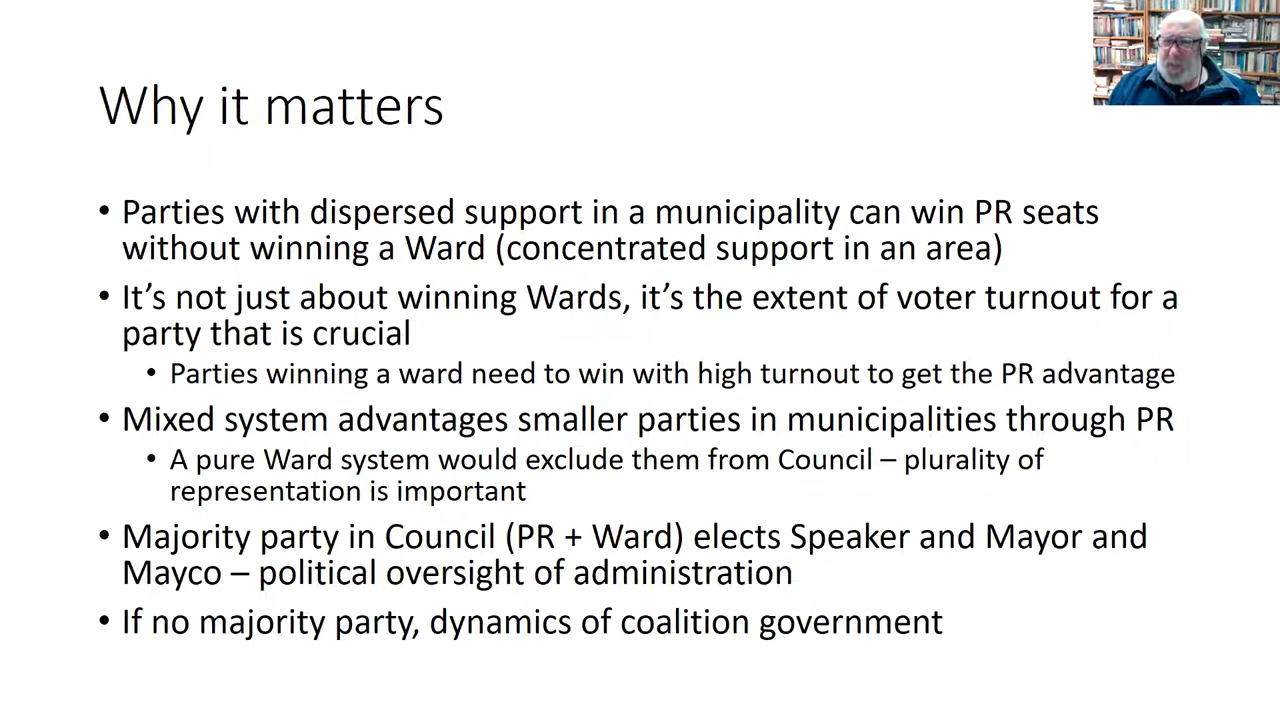 Why it matters
• Parties with dispersed support in a municipality can win PR seats
without winning a Ward (concentrated support in an area)
• It’s not just about winning Wards, it’s the extent of voter turnout for a
party that is crucial
• Parties winning a ward need to win with high turnout to get the PR advantage
• Mixed system advantages smaller parties in municipalities through PR
• A pure Ward system would exclude them from Council – plurality of
representation is important
• Majority party in Council (PR + Ward) elects Speaker and Mayor and
Mayco – political oversight of administration
• If no majority party, dynamics of coalition government